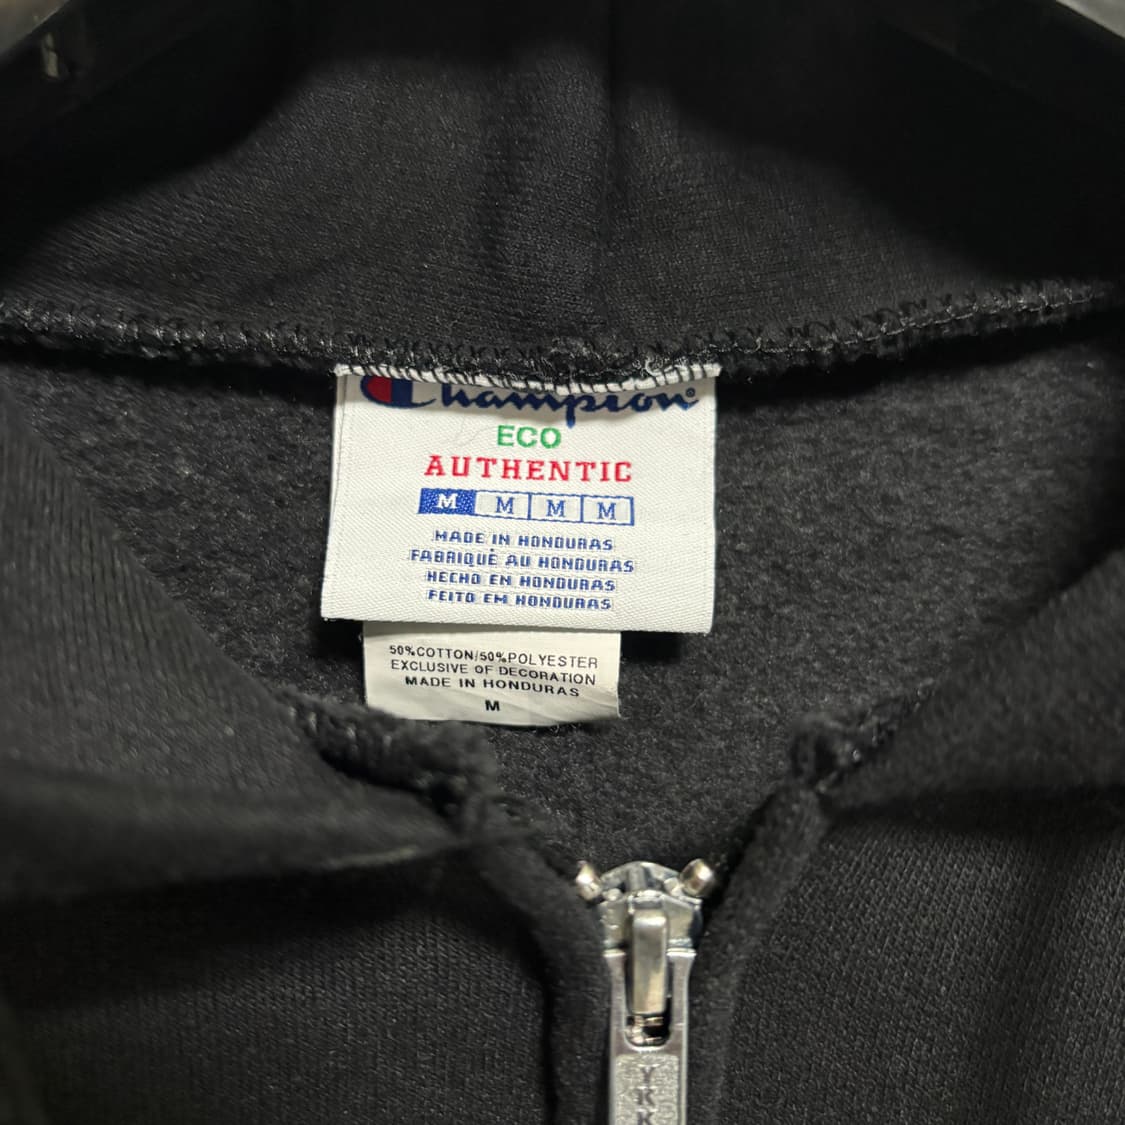 Champion®
ECO
AUTHENTIC
M M M M
MADE IN HONDURAS
FABRIQUÉ AU HONDURAS
HECHO EN HONDURAS
FEITO EM HONDURAS
50%COTTON/50%POLYESTER
EXCLUSIVE OF DECORATION
MADE IN HONDURAS
M
YKK